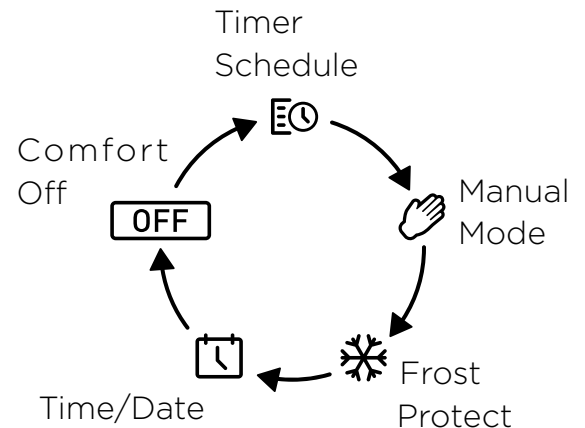 Timer
Schedule
Manual
Mode
Frost
Protect
Time/Date
Comfort
Off
OFF